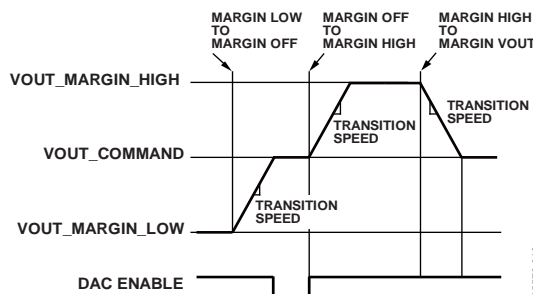 MARGIN LOW
TO
MARGIN OFF
MARGIN OFF
TO
MARGIN HIGH
MARGIN HIGH
TO
MARGIN VOUT
VOUT_MARGIN_HIGH
TRANSITION
SPEED
TRANSITION
SPEED
VOUT_COMMAND
TRANSITION
SPEED
VOUT_MARGIN_LOW
DAC ENABLE